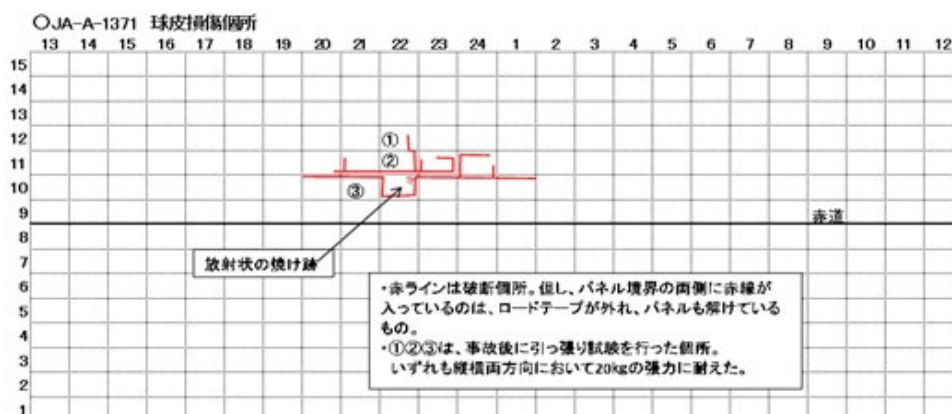 ○JA-A-1371 球皮損傷個所
13 14 15 16 17 18 19 20 21 22 23 24 1 2 3 4 5 6 7 8 9 10 11 12
15
14
13
12
①
11
②
10
③
9
赤道
8
7
放射状の焼け跡
6
・赤ラインは破断個所。但し、パネル境界の両側に赤線が
5
入っているのは、ロードテープが外れ、パネルも解けている
4
もの。
3
・①②③は、事故後に引っ張り試験を行った個所。
2
いずれも縦横両方向において20kgの張力に耐えた。
1